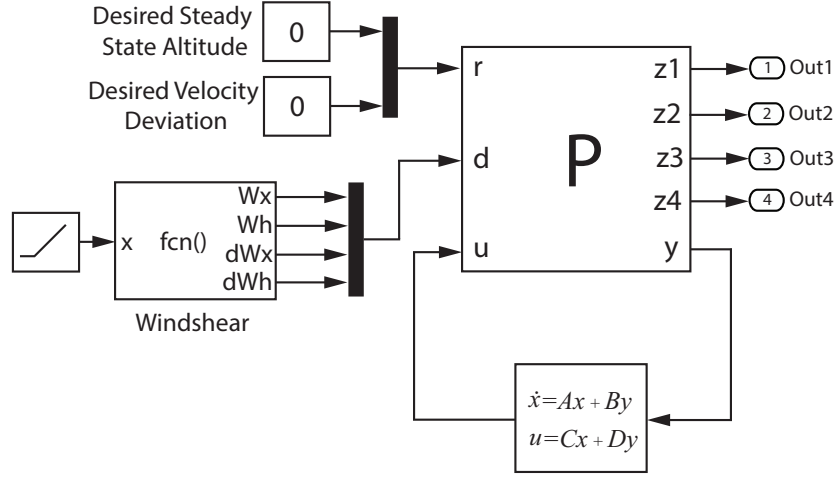 Desired Steady
State Altitude
0
Desired Velocity
Deviation
0
r
d
u
P
z1
z2
z3
z4
y
1 Out1
2 Out2
3 Out3
4 Out4
x
fcn()
Wx
Wh
dWx
dWh
Windshear
ẋ=Ax+By
u=Cx+Dy